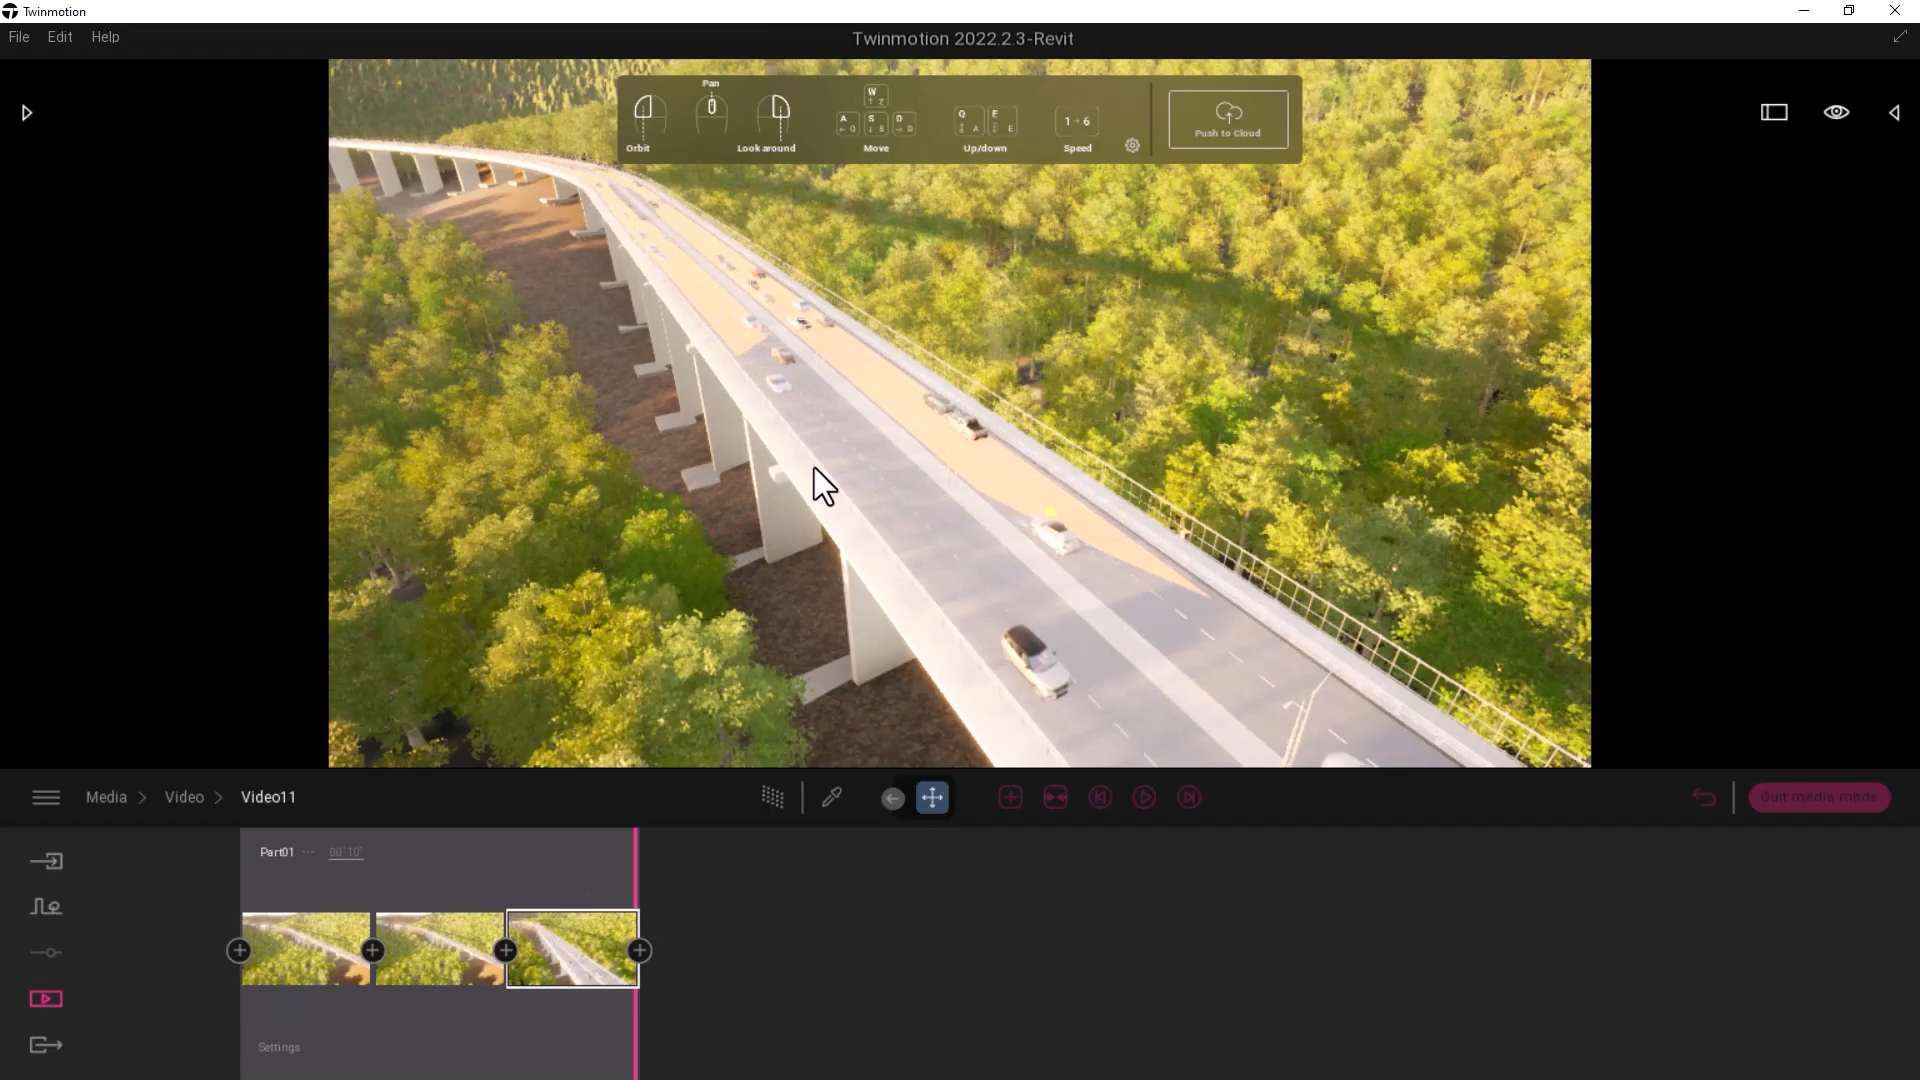 Twinmotion
File Edit Help
Twinmotion 2022.2.3-Revit
Pan
W
A S D
Q E
1 - 6
Push to Cloud
Orbit
Look around
Move
Up/down
Speed
Media > Video > Video11
Quit media mode
Part01 00'10"
Settings